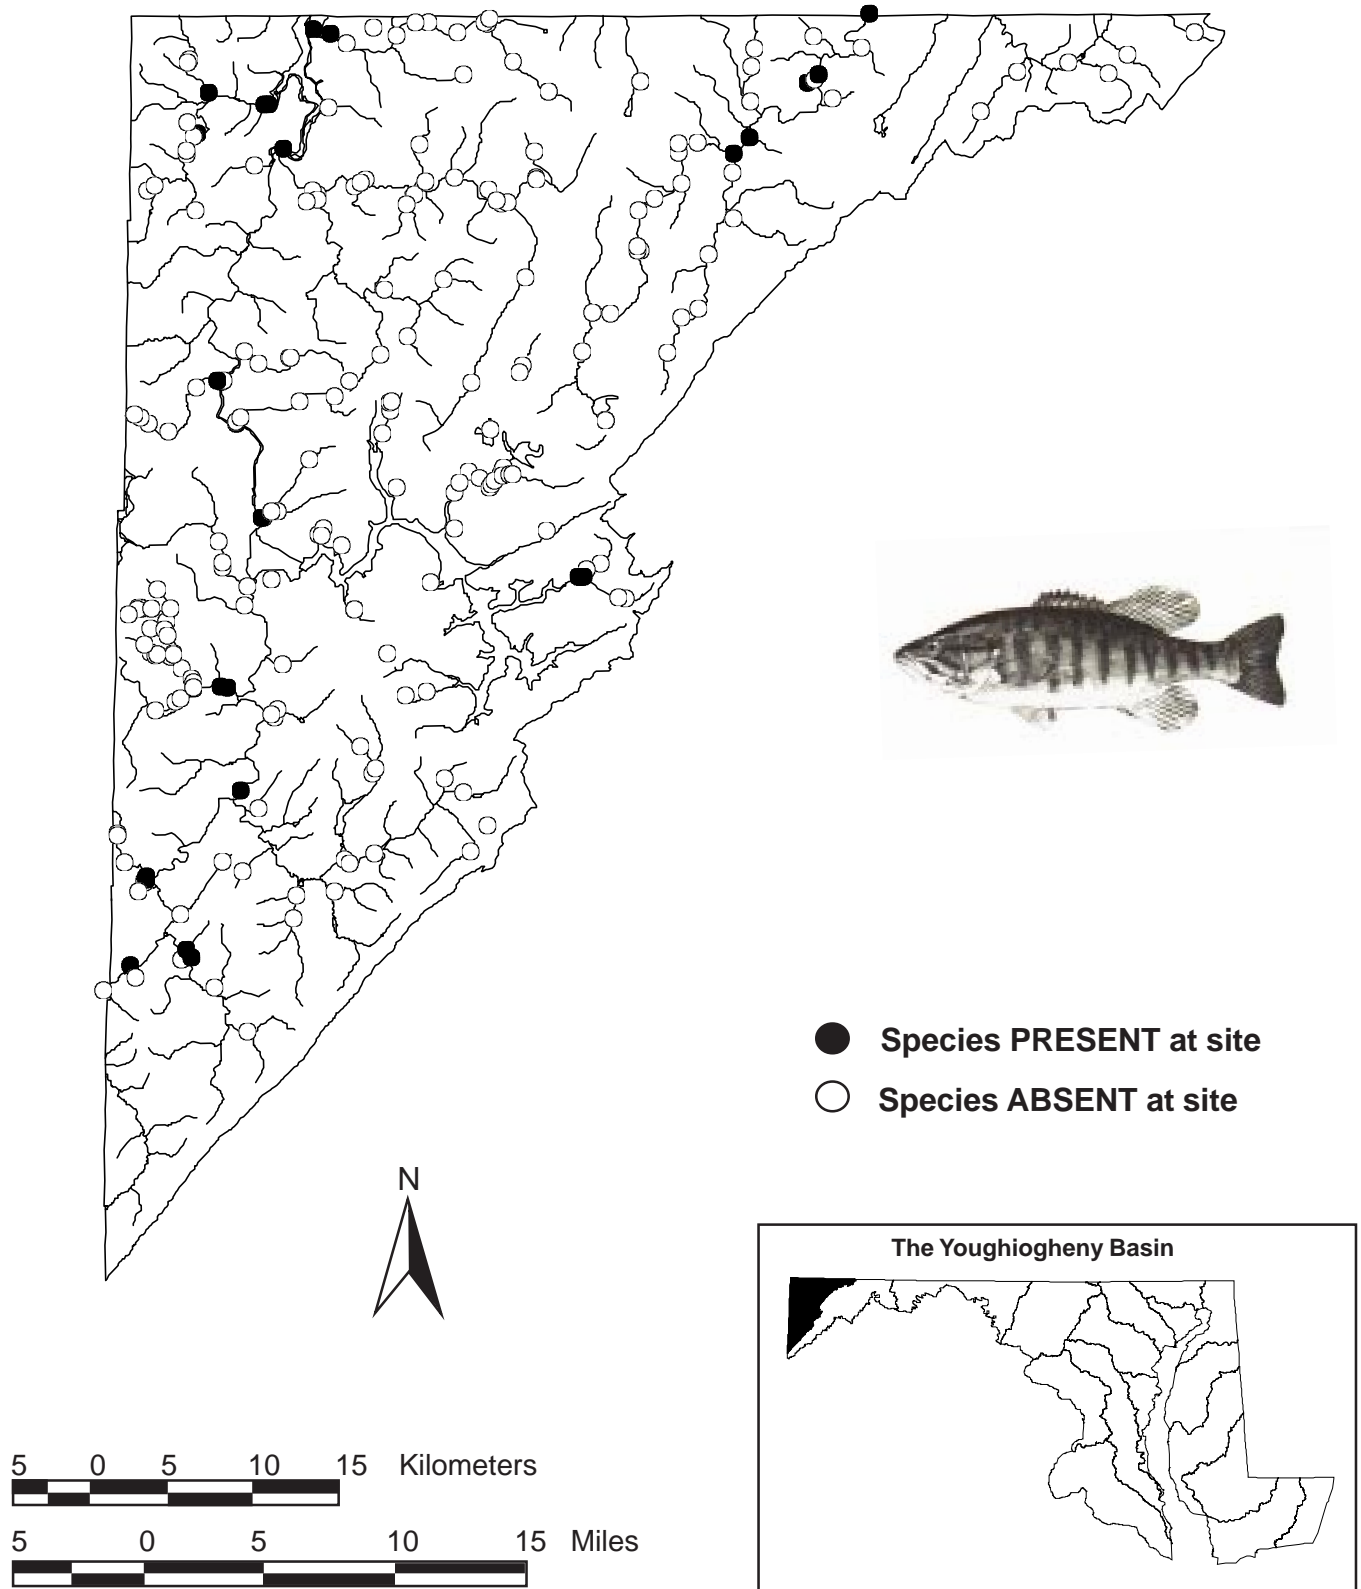 Species PRESENT at site
Species ABSENT at site
N
The Youghiogheny Basin
5 0 5 10 15 Kilometers
5 0 5 10 15 Miles